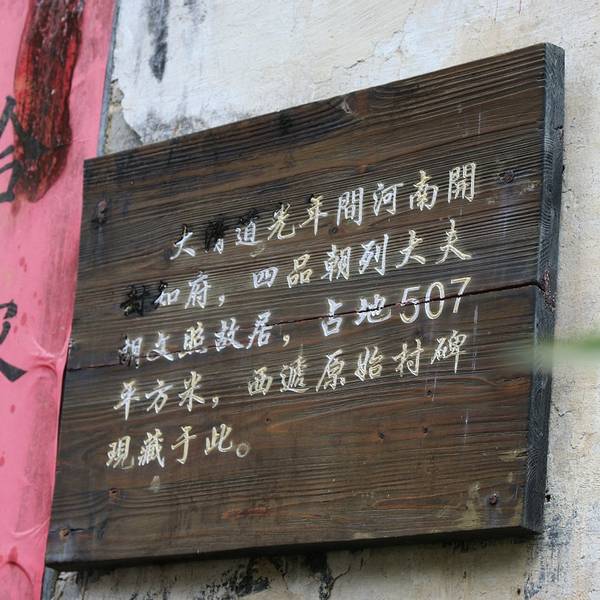 大清道光年間河南開
封知府，四品朝列大夫
胡文照故居，占地507
平方米，西遞原始村碑
現藏于此。